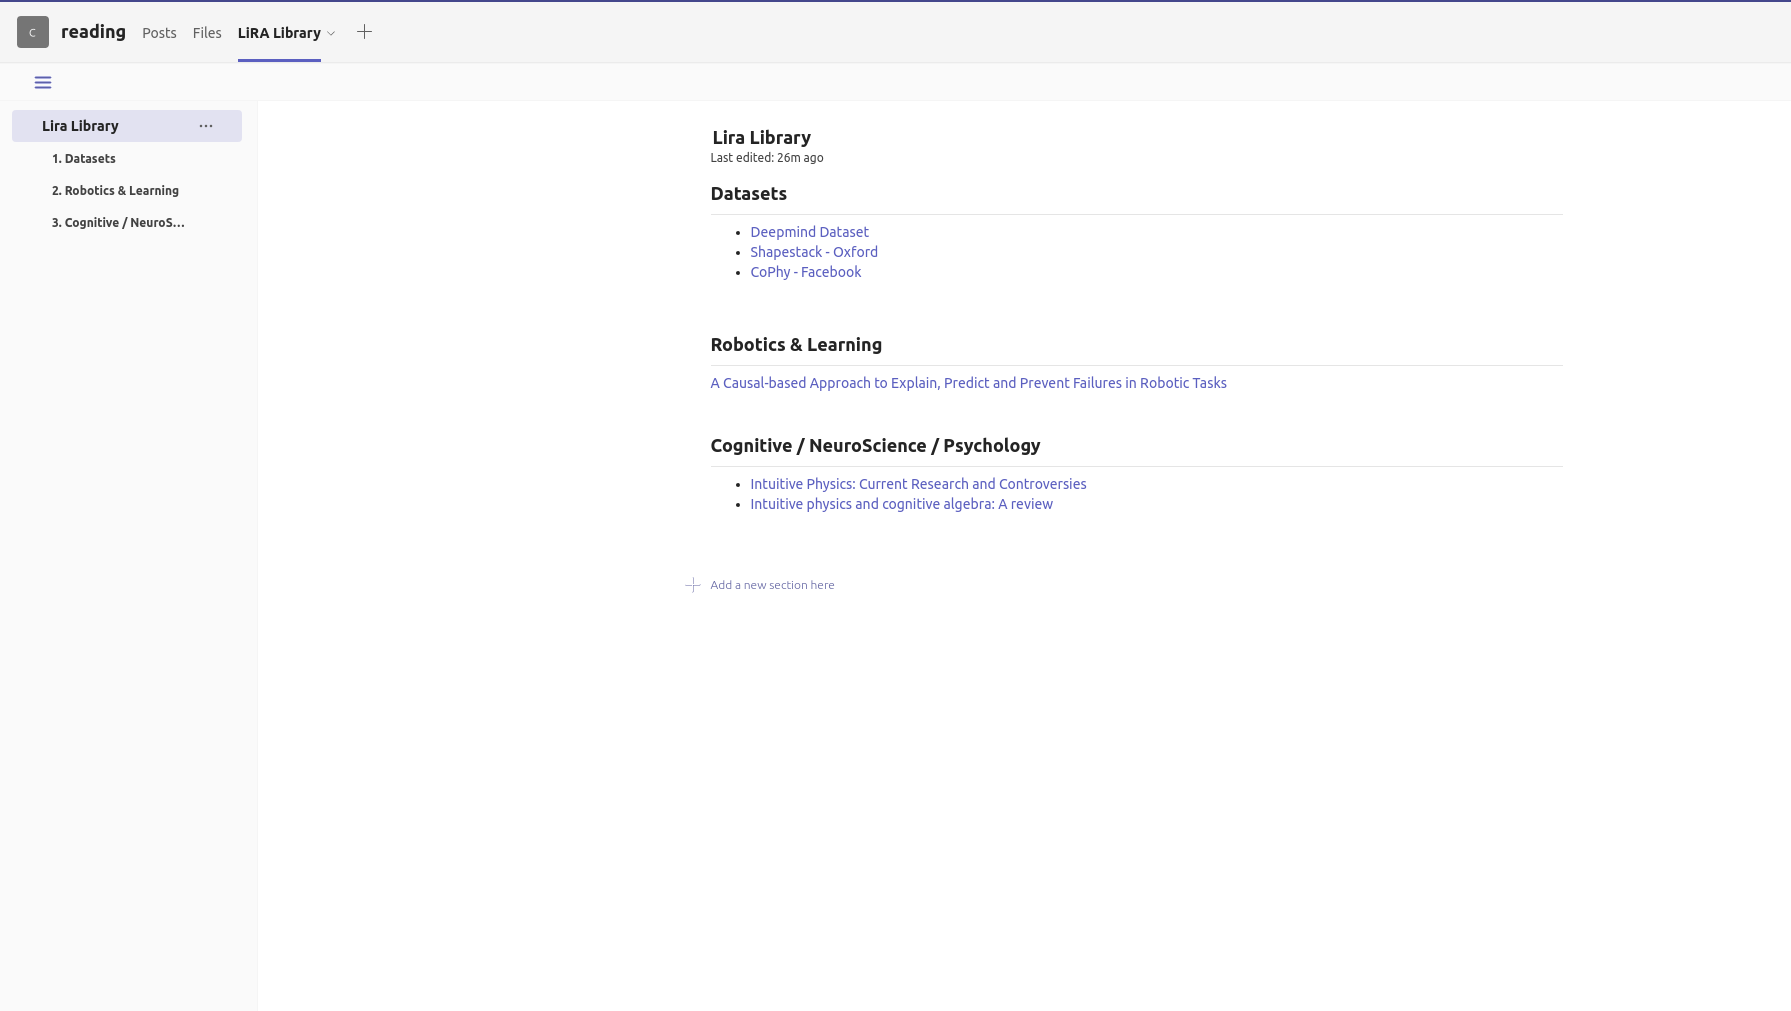 C reading Posts Files LiRA Library
Lira Library ...
1. Datasets
2. Robotics & Learning
3. Cognitive / NeuroS...
Lira Library
Last edited: 26m ago
Datasets
• Deepmind Dataset
• Shapestack - Oxford
• CoPhy - Facebook
Robotics & Learning
A Causal-based Approach to Explain, Predict and Prevent Failures in Robotic Tasks
Cognitive / NeuroScience / Psychology
• Intuitive Physics: Current Research and Controversies
• Intuitive physics and cognitive algebra: A review
Add a new section here